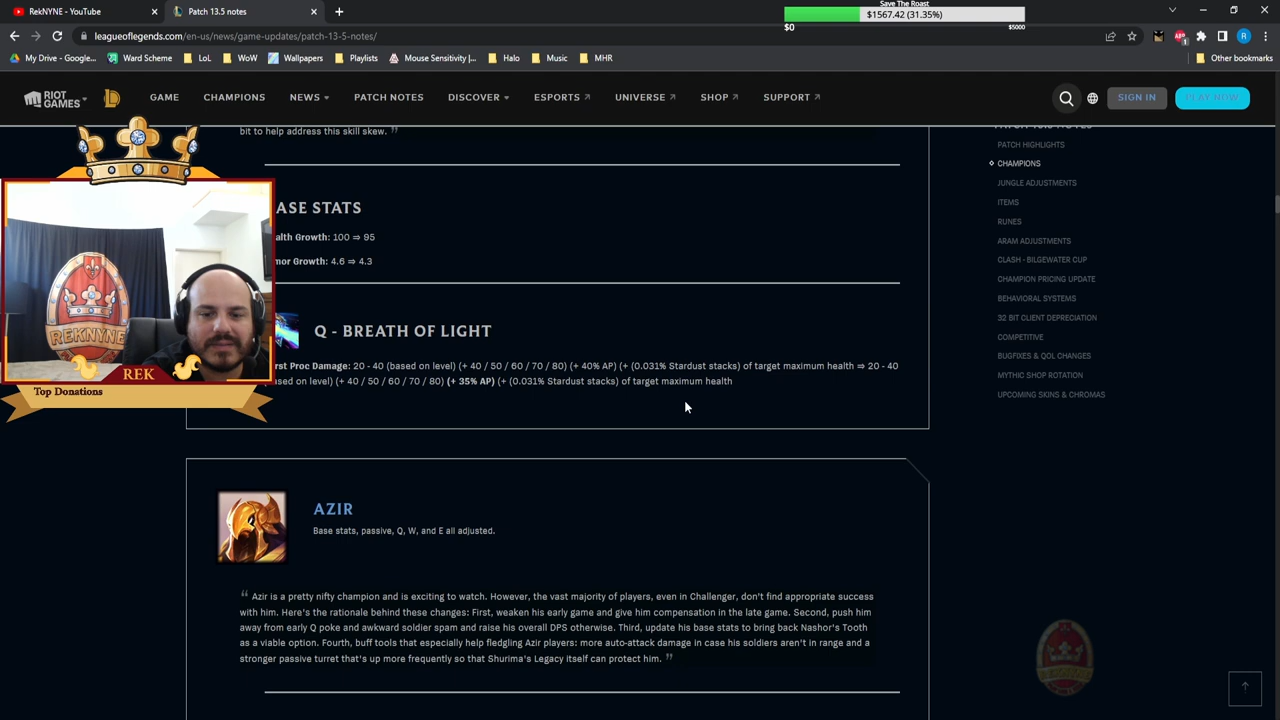 Save The Roast
RekNYNE - YouTube
Patch 13.5 notes
$1567.42 (31.35%)
$0
$5000
leagueoflegends.com/en-us/news/game-updates/patch-13-5-notes/
My Drive - Google...
Ward Scheme
LoL
WoW
Wallpapers
Playlists
Mouse Sensitivity |...
Halo
Music
MHR
Other bookmarks
RIOT GAMES
GAME
CHAMPIONS
NEWS
PATCH NOTES
DISCOVER
ESPORTS
UNIVERSE
SHOP
SUPPORT
SIGN IN
PLAY NOW
bit to help address this skill skew. ”
ASE STATS
alth Growth: 100 ⇒ 95
mor Growth: 4.6 ⇒ 4.3
Q - BREATH OF LIGHT
rst Proc Damage: 20 - 40 (based on level) (+ 40 / 50 / 60 / 70 / 80) (+ 40% AP) (+ (0.031% Stardust stacks) of target maximum health ⇒ 20 - 40
ased on level) (+ 40 / 50 / 60 / 70 / 80) (+ 35% AP) (+ (0.031% Stardust stacks) of target maximum health
REKNYNE
REK
Top Donations
AZIR
Base stats, passive, Q, W, and E all adjusted.
“ Azir is a pretty nifty champion and is exciting to watch. However, the vast majority of players, even in Challenger, don't find appropriate success
with him. Here's the rationale behind these changes: First, weaken his early game and give him compensation in the late game. Second, push him
away from early Q poke and awkward soldier spam and raise his overall DPS otherwise. Third, update his base stats to bring back Nashor's Tooth
as a viable option. Fourth, buff tools that especially help fledgling Azir players: more auto-attack damage in case his soldiers aren't in range and a
stronger passive turret that's up more frequently so that Shurima's Legacy itself can protect him. ”
PATCH HIGHLIGHTS
CHAMPIONS
JUNGLE ADJUSTMENTS
ITEMS
RUNES
ARAM ADJUSTMENTS
CLASH - BILGEWATER CUP
CHAMPION PRICING UPDATE
BEHAVIORAL SYSTEMS
32 BIT CLIENT DEPRECIATION
COMPETITIVE
BUGFIXES & QOL CHANGES
MYTHIC SHOP ROTATION
UPCOMING SKINS & CHROMAS